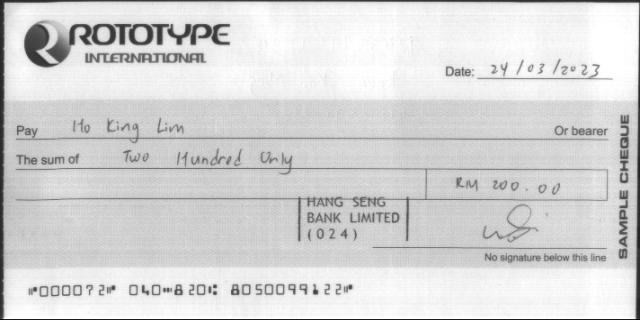 ROTOTYPE
INTERNATIONAL
Date: 24/03/2023
Pay Ho King Lim Or bearer
The sum of Two Hundred Only
RM 200.00
HANG SENG
BANK LIMITED
(024)
No signature below this line
SAMPLE CHEQUE
⑈000072⑈ 040⑉820⑆ 8050099122⑈